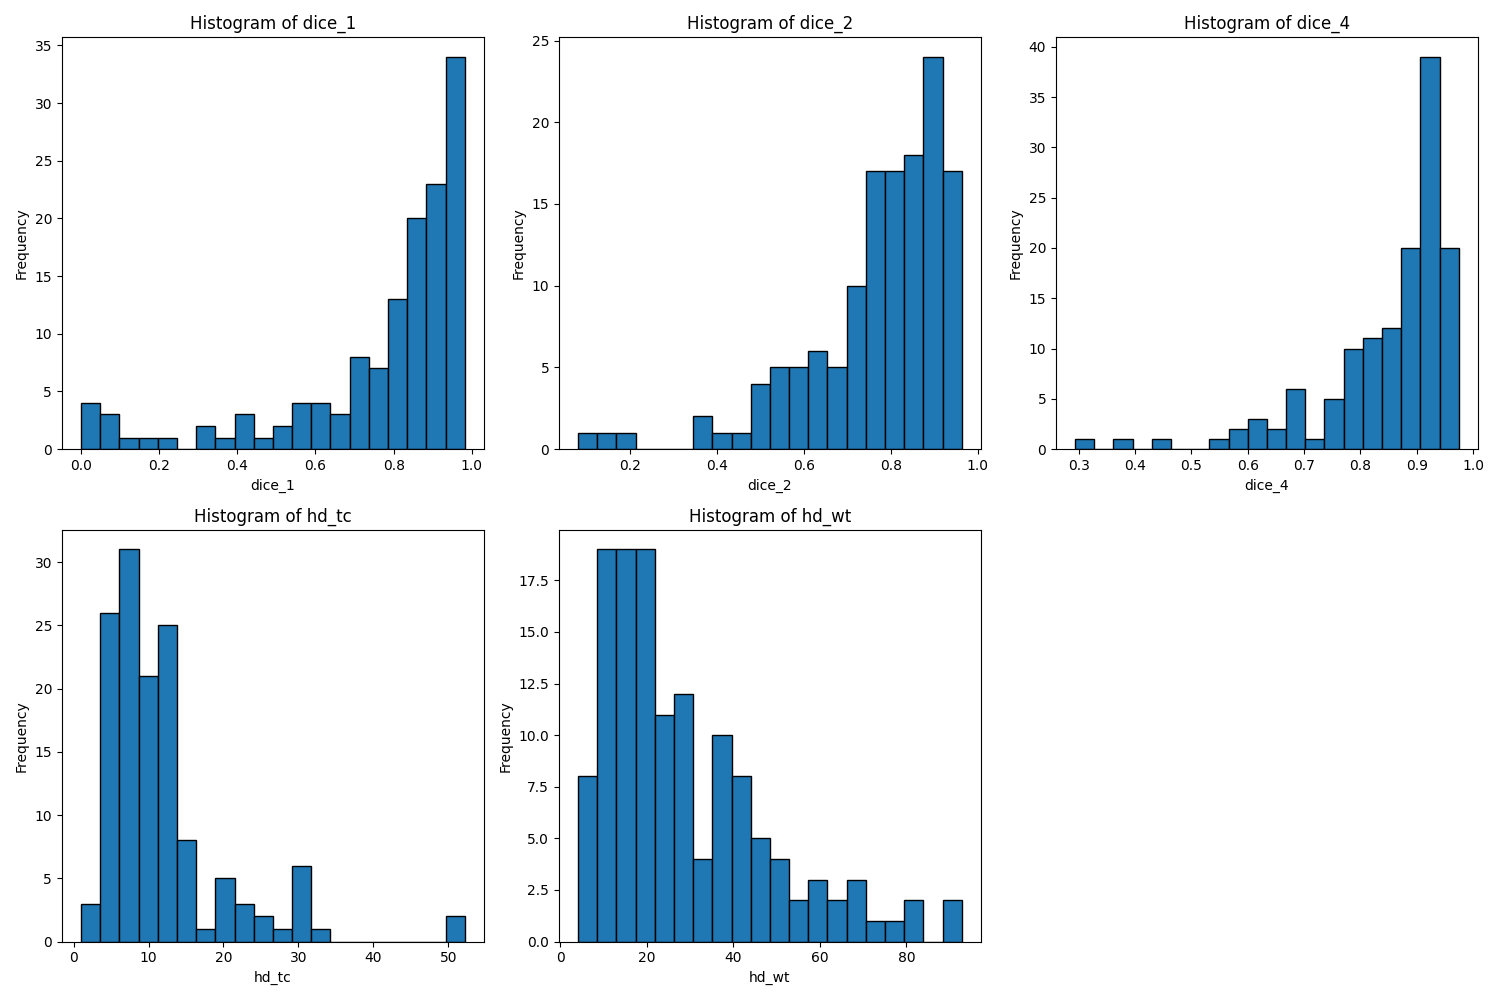 Histogram of dice_1
35
30
25
20
15
10
5
0
Frequency
0.0 0.2 0.4 0.6 0.8 1.0
dice_1
Histogram of dice_2
25
20
15
10
5
0
Frequency
0.2 0.4 0.6 0.8 1.0
dice_2
Histogram of dice_4
40
35
30
25
20
15
10
5
0
Frequency
0.3 0.4 0.5 0.6 0.7 0.8 0.9 1.0
dice_4
Histogram of hd_tc
30
25
20
15
10
5
0
Frequency
0 10 20 30 40 50
hd_tc
Histogram of hd_wt
17.5
15.0
12.5
10.0
7.5
5.0
2.5
0.0
Frequency
0 20 40 60 80
hd_wt